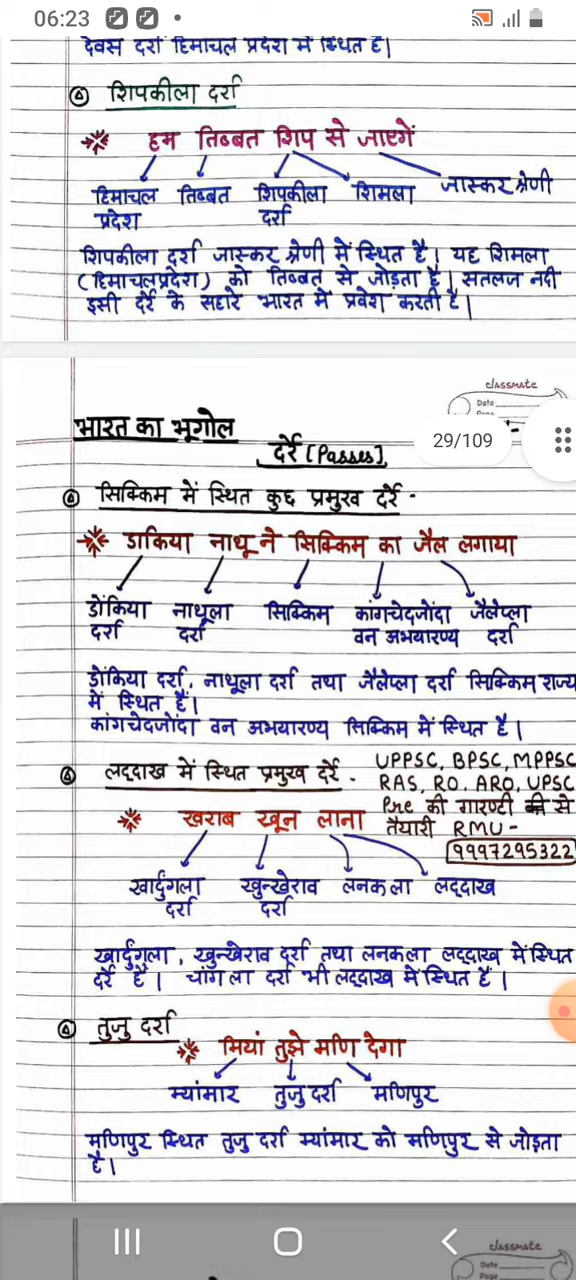 06:23
देवस दर्रा हिमाचल प्रदेश में स्थित है।
शिपकीला दर्रा
हम तिब्बत शिप से जाएगें
हिमाचल प्रदेश तिब्बत शिपकीला दर्रा शिमला जास्कर श्रेणी
शिपकीला दर्रा जास्कर श्रेणी में स्थित है। यह शिमला
(हिमाचलप्रदेश) को तिब्बत से जोड़ता है। सतलज नदी
इसी दर्रे के सहारे भारत में प्रवेश करती है।
classmate
Date
भारत का भूगोल
29/109
दर्रे [Passes]
सिक्किम में स्थित कुछ प्रमुख दर्रे -
डाकिया नाथू ने सिक्किम का जैल लगाया
डोंकिया दर्रा नाथूला दर्रा सिक्किम कांगचेदजोंदा वन अभयारण्य जैलेप्ला दर्रा
डोंकिया दर्रा, नाथूला दर्रा तथा जैलेप्ला दर्रा सिक्किम राज्य
में स्थित हैं।
कांगचेदजोंदा वन अभयारण्य सिक्किम में स्थित है।
लद्दाख में स्थित प्रमुख दर्रे -
UPPSC, BPSC, MPPSC
RAS, RO, ARO, UPSC
Pre की गारण्टी से
तैयारी RMU -
9997295322
खराब खून लाना
खार्दुंगला दर्रा खुन्खेराव दर्रा लनक ला लद्दाख
खार्दुंगला, खुन्खेराव दर्रा तथा लनकला लद्दाख में स्थित
दर्रे हैं। चांग ला दर्रा भी लद्दाख में स्थित है।
तुजु दर्रा
मियां तुझे मणि देगा
म्यांमार तुजु दर्रा मणिपुर
मणिपुर स्थित तुजु दर्रा म्यांमार को मणिपुर से जोड़ता
है।
classmate
Date
Page